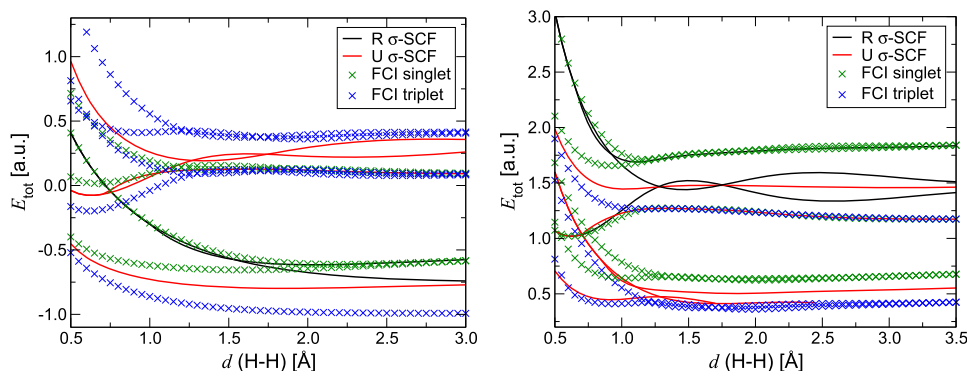 1.0
0.5
0.0
-0.5
-1.0
E_tot [a.u.]
R σ-SCF
U σ-SCF
FCI singlet
FCI triplet
0.5 1.0 1.5 2.0 2.5 3.0
d (H-H) [Å]
3.0
2.5
2.0
1.5
1.0
0.5
E_tot [a.u.]
R σ-SCF
U σ-SCF
FCI singlet
FCI triplet
0.5 1.0 1.5 2.0 2.5 3.0 3.5
d (H-H) [Å]